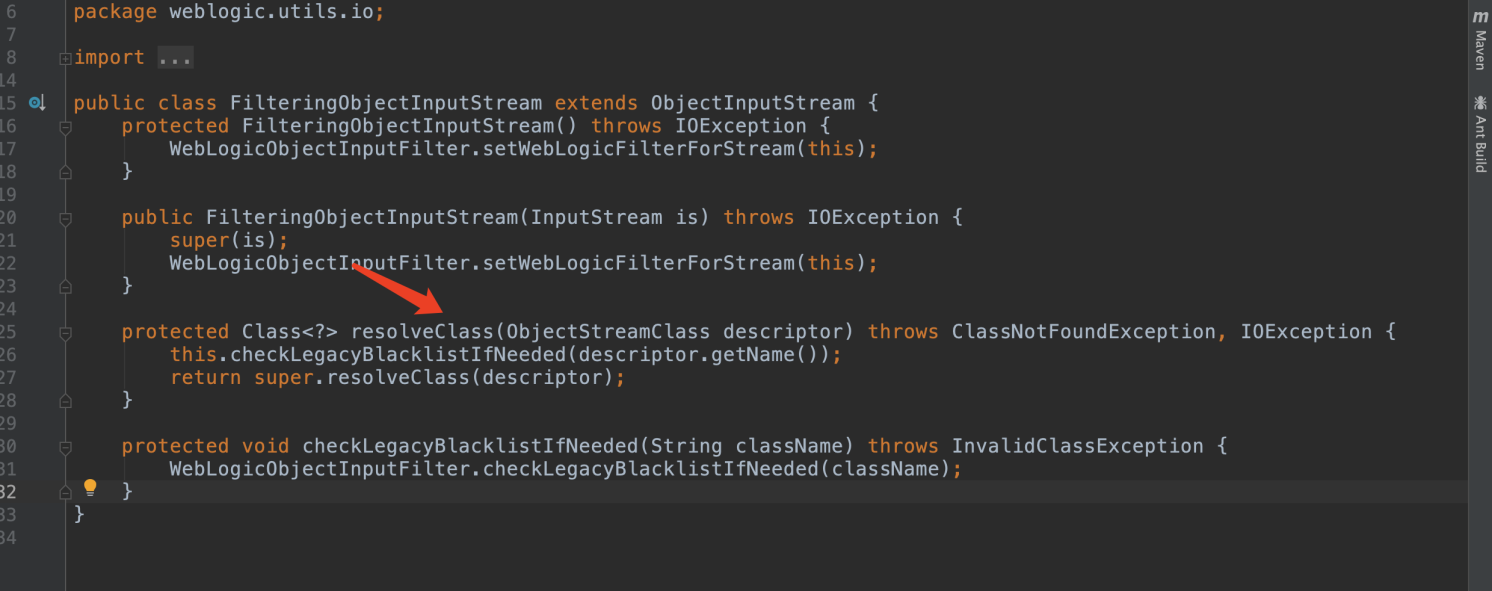 6 package weblogic.utils.io;
7
8 import ...
14
15 public class FilteringObjectInputStream extends ObjectInputStream {
16     protected FilteringObjectInputStream() throws IOException {
17         WebLogicObjectInputFilter.setWebLogicFilterForStream(this);
18     }
19
20     public FilteringObjectInputStream(InputStream is) throws IOException {
21         super(is);
22         WebLogicObjectInputFilter.setWebLogicFilterForStream(this);
23     }
24
25     protected Class<?> resolveClass(ObjectStreamClass descriptor) throws ClassNotFoundException, IOException {
26         this.checkLegacyBlacklistIfNeeded(descriptor.getName());
27         return super.resolveClass(descriptor);
28     }
29
30     protected void checkLegacyBlacklistIfNeeded(String className) throws InvalidClassException {
31         WebLogicObjectInputFilter.checkLegacyBlacklistIfNeeded(className);
32     }
33 }
34
m Maven
Ant Build